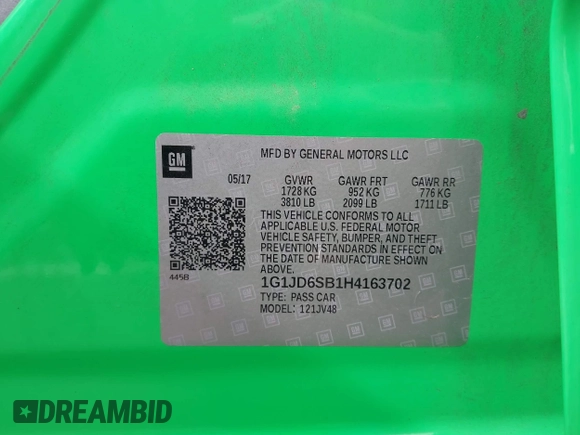 GM
MFD BY GENERAL MOTORS LLC
05/17 GVWR GAWR FRT GAWR RR
1728 KG 952 KG 776 KG
3810 LB 2099 LB 1711 LB
THIS VEHICLE CONFORMS TO ALL
APPLICABLE U.S. FEDERAL MOTOR
VEHICLE SAFETY, BUMPER, AND THEFT
PREVENTION STANDARDS IN EFFECT ON
THE DATE OF MANUFACTURE SHOWN
ABOVE.
445B
1G1JD6SB1H4163702
TYPE: PASS CAR
MODEL: 121JV48
DREAMBID